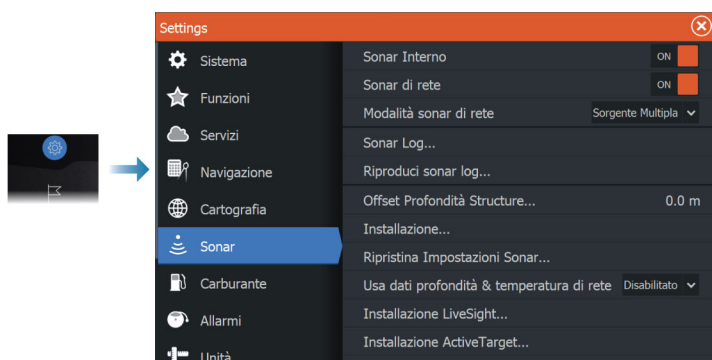 Settings
Sistema
Funzioni
Servizi
Navigazione
Cartografia
Sonar
Carburante
Allarmi
Unità
Sonar Interno ON
Sonar di rete ON
Modalità sonar di rete Sorgente Multipla
Sonar Log...
Riproduci sonar log...
Offset Profondità Structure... 0.0 m
Installazione...
Ripristina Impostazioni Sonar...
Usa dati profondità & temperatura di rete Disabilitato
Installazione LiveSight...
Installazione ActiveTarget...